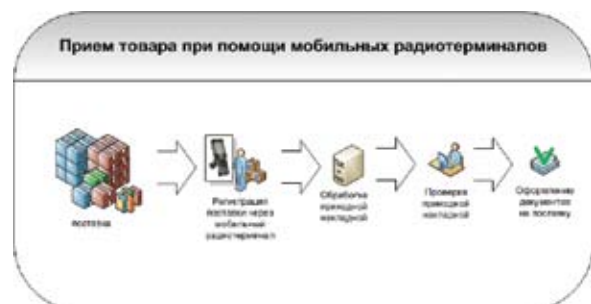 Прием товара при помощи мобильных радиотерминалов
поставка
Регистрация
поставки через
мобильный
радиотерминал
Обработка
приходной
накладной
Проверка
приходной
накладной
Оформление
документов
на поставку